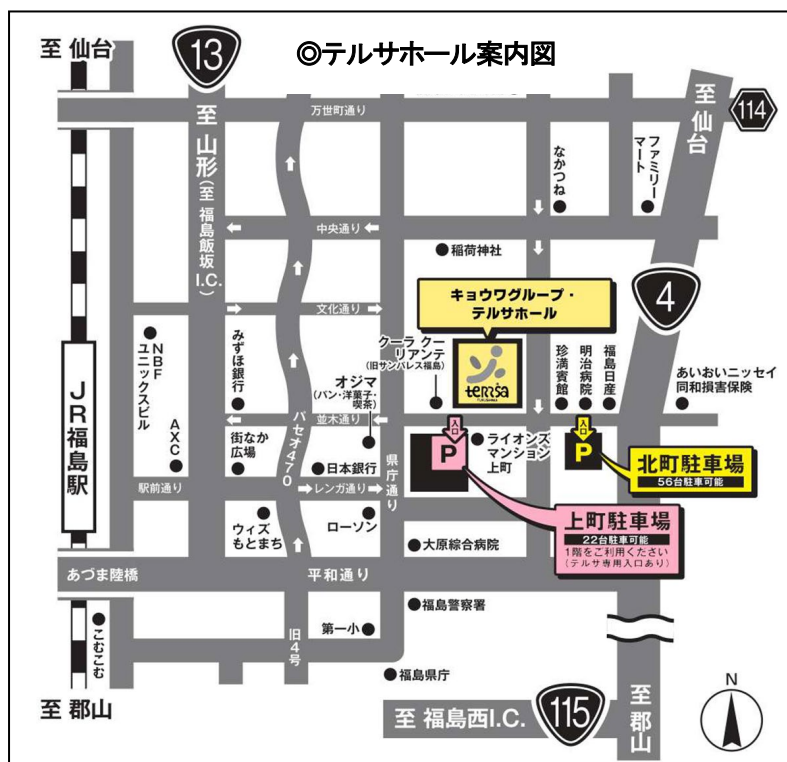 至 仙台
13
◎テルサホール案内図
万世町通り
至 仙台
114
至 山形(至 福島飯坂I.C.)
なかつね
ファミリー
マート
中央通り
稲荷神社
4
キョウワグループ・
テルサホール
文化通り
クーラ クー
リアンテ
(旧サンパレス福島)
terrsa
FUKUSHIMA
NBF
ユニックスビル
みずほ銀行
オジマ
(パン・洋菓子・
喫茶)
珍満賓館
明治病院
福島日産
あいおいニッセイ
同和損害保険
JR福島駅
並木通り
入口
入口
AXC
街なか
広場
パセオ470
日本銀行
県庁通り
P
ライオンズ
マンション
上町
P
北町駐車場
56台駐車可能
駅前通り
レンガ通り
ウィズ
もとまち
ローソン
上町駐車場
22台駐車可能
1階をご利用ください
(テルサ専用入口あり)
大原綜合病院
あづま陸橋
平和通り
福島警察署
こむこむ
旧4号
第一小
福島県庁
至 郡山
至 福島西I.C.
115
至 郡山
N